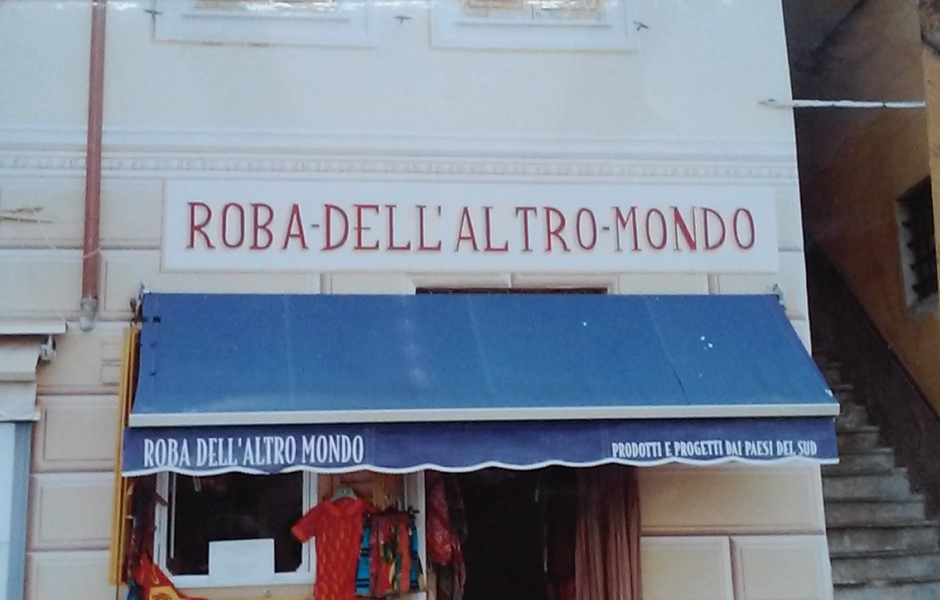 ROBA-DELL'ALTRO-MONDO
ROBA DELL'ALTRO MONDO
PRODOTTI E PROGETTI DAI PAESI DEL SUD